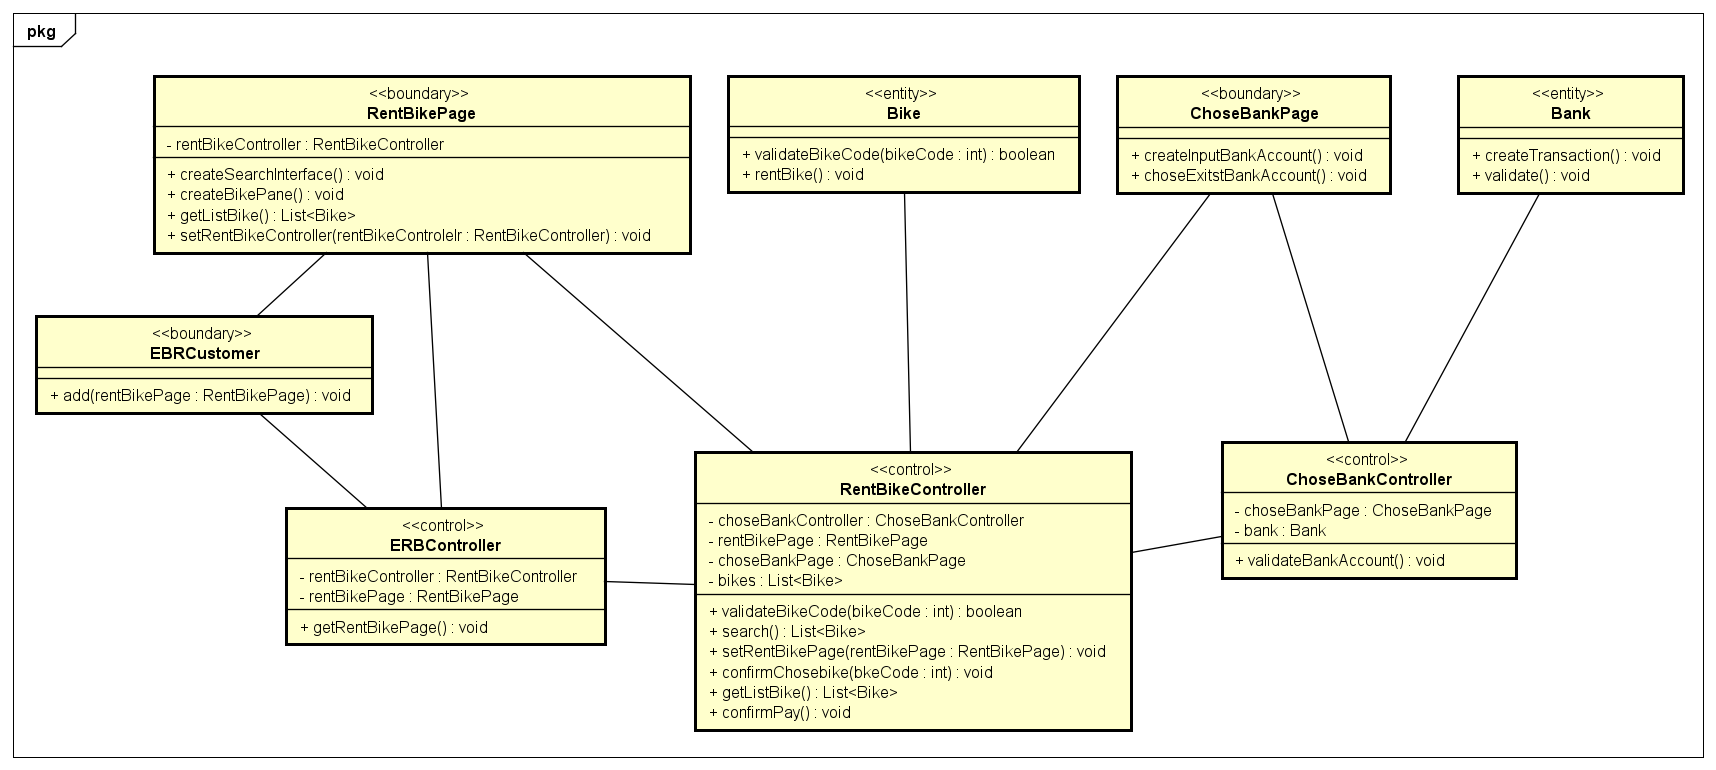 pkg
<<boundary>>
RentBikePage
- rentBikeController : RentBikeController
+ createSearchInterface() : void
+ createBikePane() : void
+ getListBike() : List<Bike>
+ setRentBikeController(rentBikeControlelr : RentBikeController) : void
<<entity>>
Bike
+ validateBikeCode(bikeCode : int) : boolean
+ rentBike() : void
<<boundary>>
ChoseBankPage
+ createInputBankAccount() : void
+ choseExitstBankAccount() : void
<<entity>>
Bank
+ createTransaction() : void
+ validate() : void
<<boundary>>
EBRCustomer
+ add(rentBikePage : RentBikePage) : void
<<control>>
ERBController
- rentBikeController : RentBikeController
- rentBikePage : RentBikePage
+ getRentBikePage() : void
<<control>>
RentBikeController
- choseBankController : ChoseBankController
- rentBikePage : RentBikePage
- choseBankPage : ChoseBankPage
- bikes : List<Bike>
+ validateBikeCode(bikeCode : int) : boolean
+ search() : List<Bike>
+ setRentBikePage(rentBikePage : RentBikePage) : void
+ confirmChosebike(bkeCode : int) : void
+ getListBike() : List<Bike>
+ confirmPay() : void
<<control>>
ChoseBankController
- choseBankPage : ChoseBankPage
- bank : Bank
+ validateBankAccount() : void